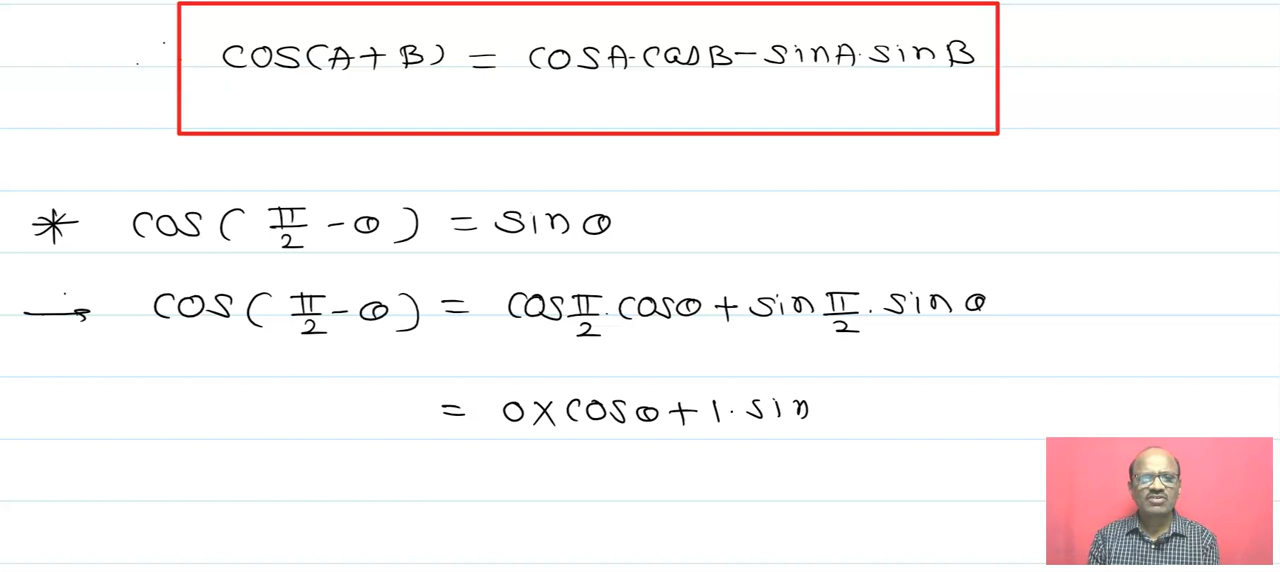 cos(A+B) = cosA.cosB-sinA.sinB
* cos(π/2-θ) = sinθ
→ cos(π/2-θ) = cosπ/2.cosθ+sinπ/2.sinθ
= 0×cosθ+1.sin